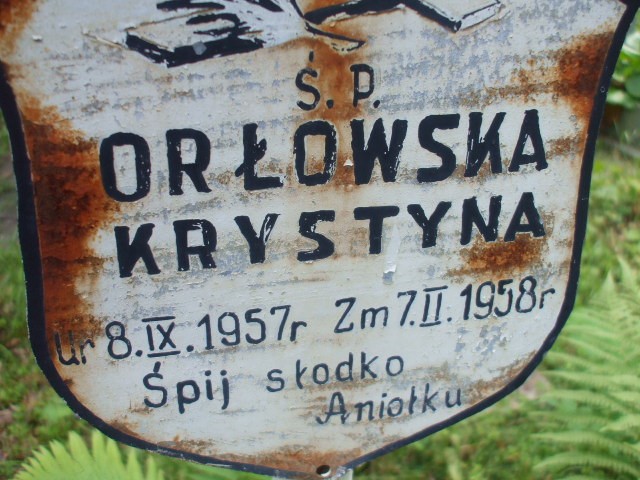 Ś. P.
ORŁOWSKA
KRYSTYNA
Ur 8.IX.1957r Zm 7.II.1958r
Śpij słodko
Aniołku